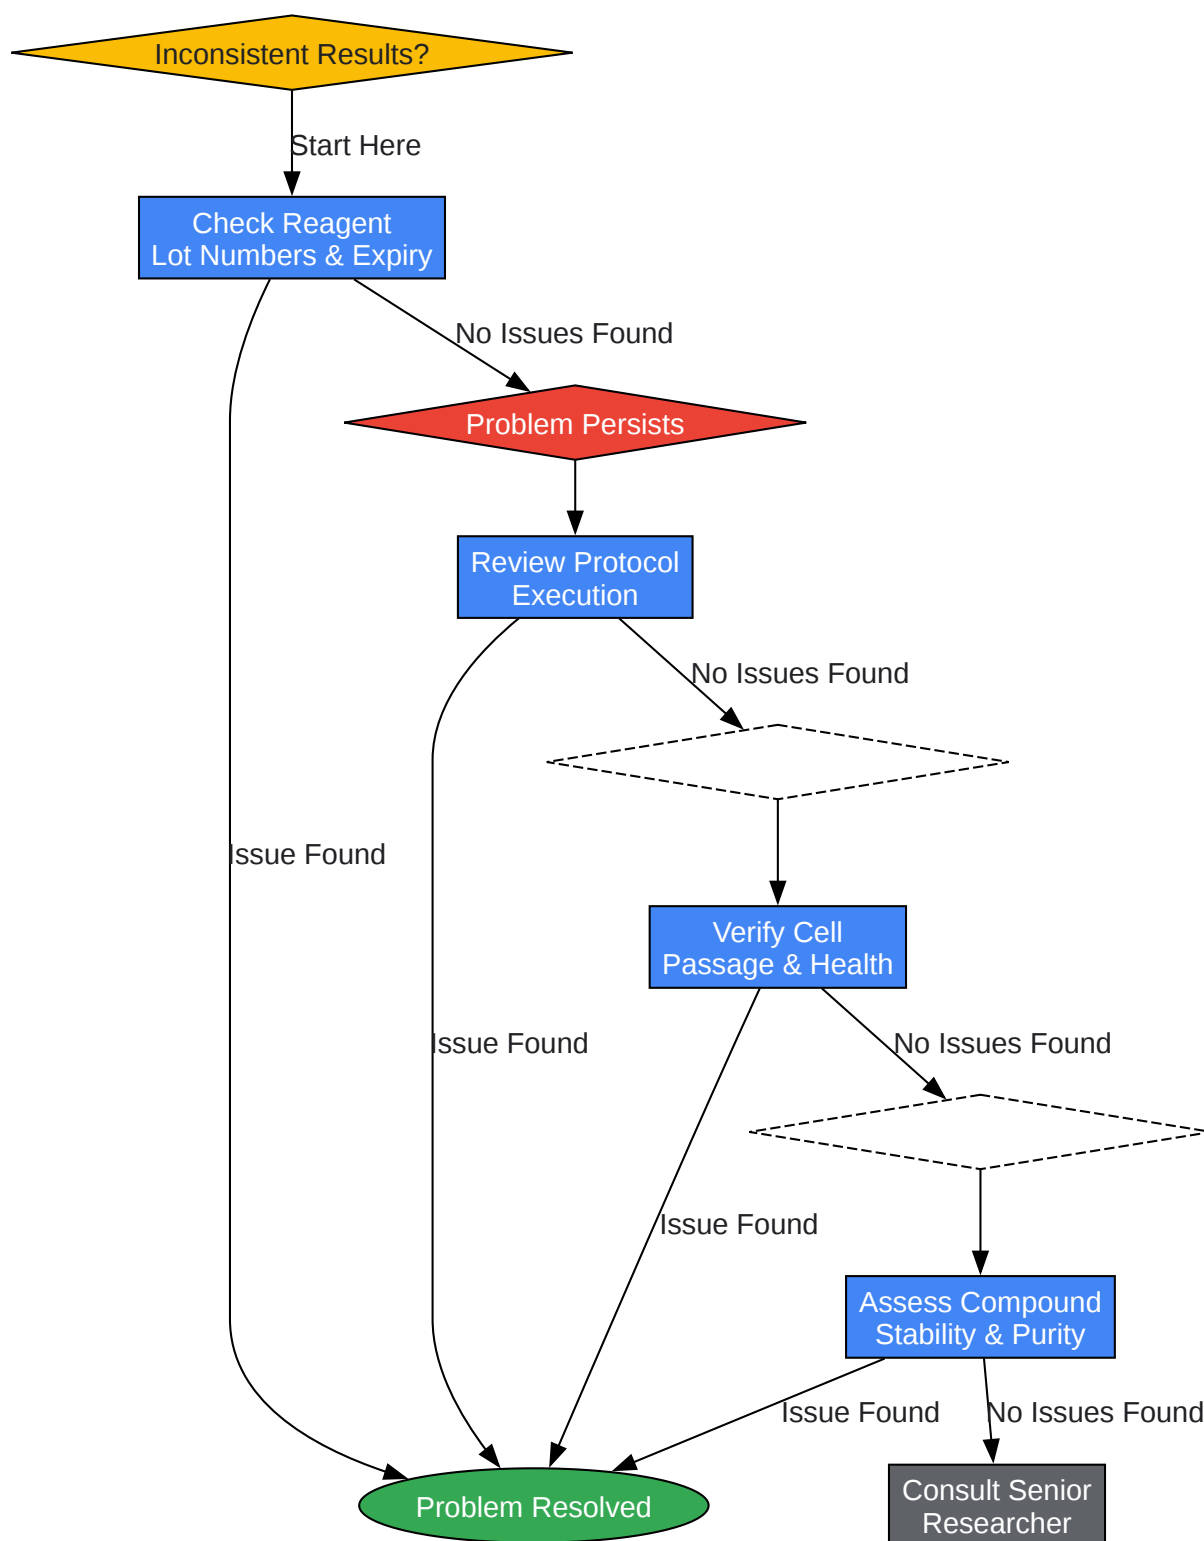 Inconsistent Results?
Start Here
Check Reagent
Lot Numbers & Expiry
No Issues Found
Problem Persists
Review Protocol
Execution
No Issues Found
Issue Found
Verify Cell
Passage & Health
Issue Found
No Issues Found
Issue Found
Assess Compound
Stability & Purity
Issue Found
No Issues Found
Problem Resolved
Consult Senior
Researcher